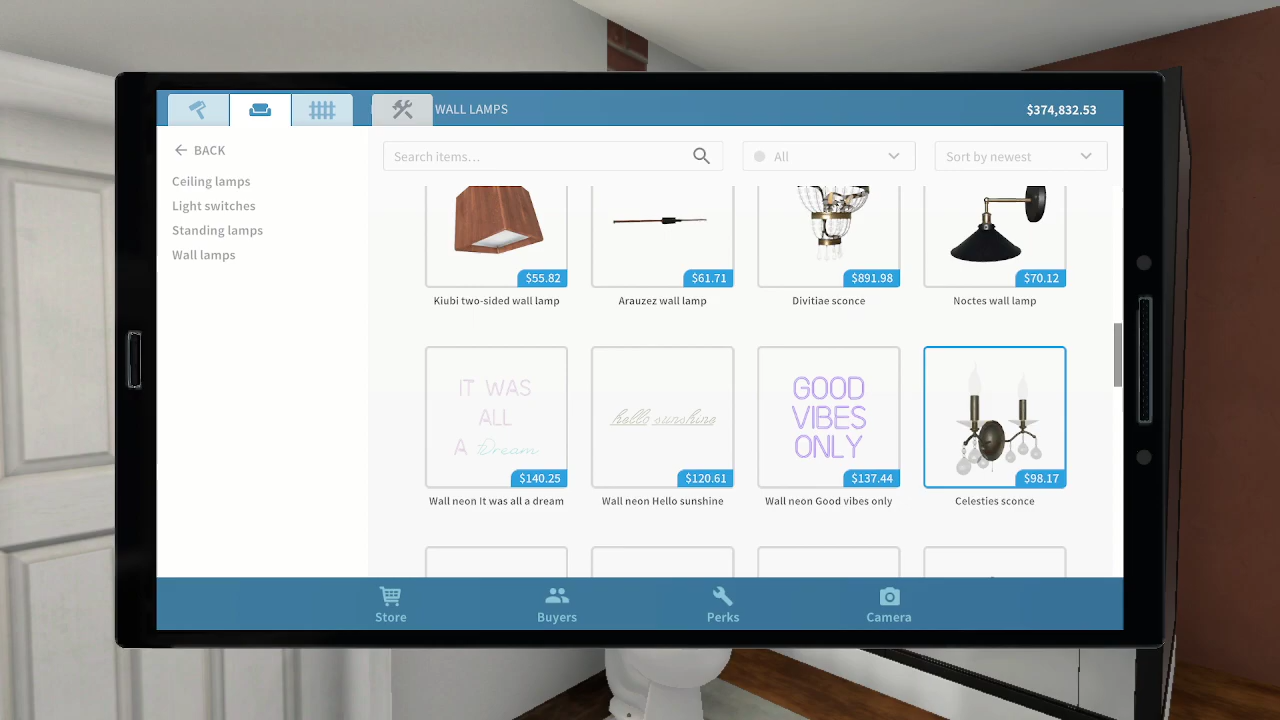 WALL LAMPS
$374,832.53
BACK
Ceiling lamps
Light switches
Standing lamps
Wall lamps
Search items...
All
Sort by newest
$55.82
$61.71
$891.98
$70.12
Kiubi two-sided wall lamp
Arauzez wall lamp
Divitiae sconce
Noctes wall lamp
IT WAS
ALL
A Dream
hello sunshine
GOOD
VIBES
ONLY
$140.25
$120.61
$137.44
$98.17
Wall neon It was all a dream
Wall neon Hello sunshine
Wall neon Good vibes only
Celesties sconce
Store
Buyers
Perks
Camera